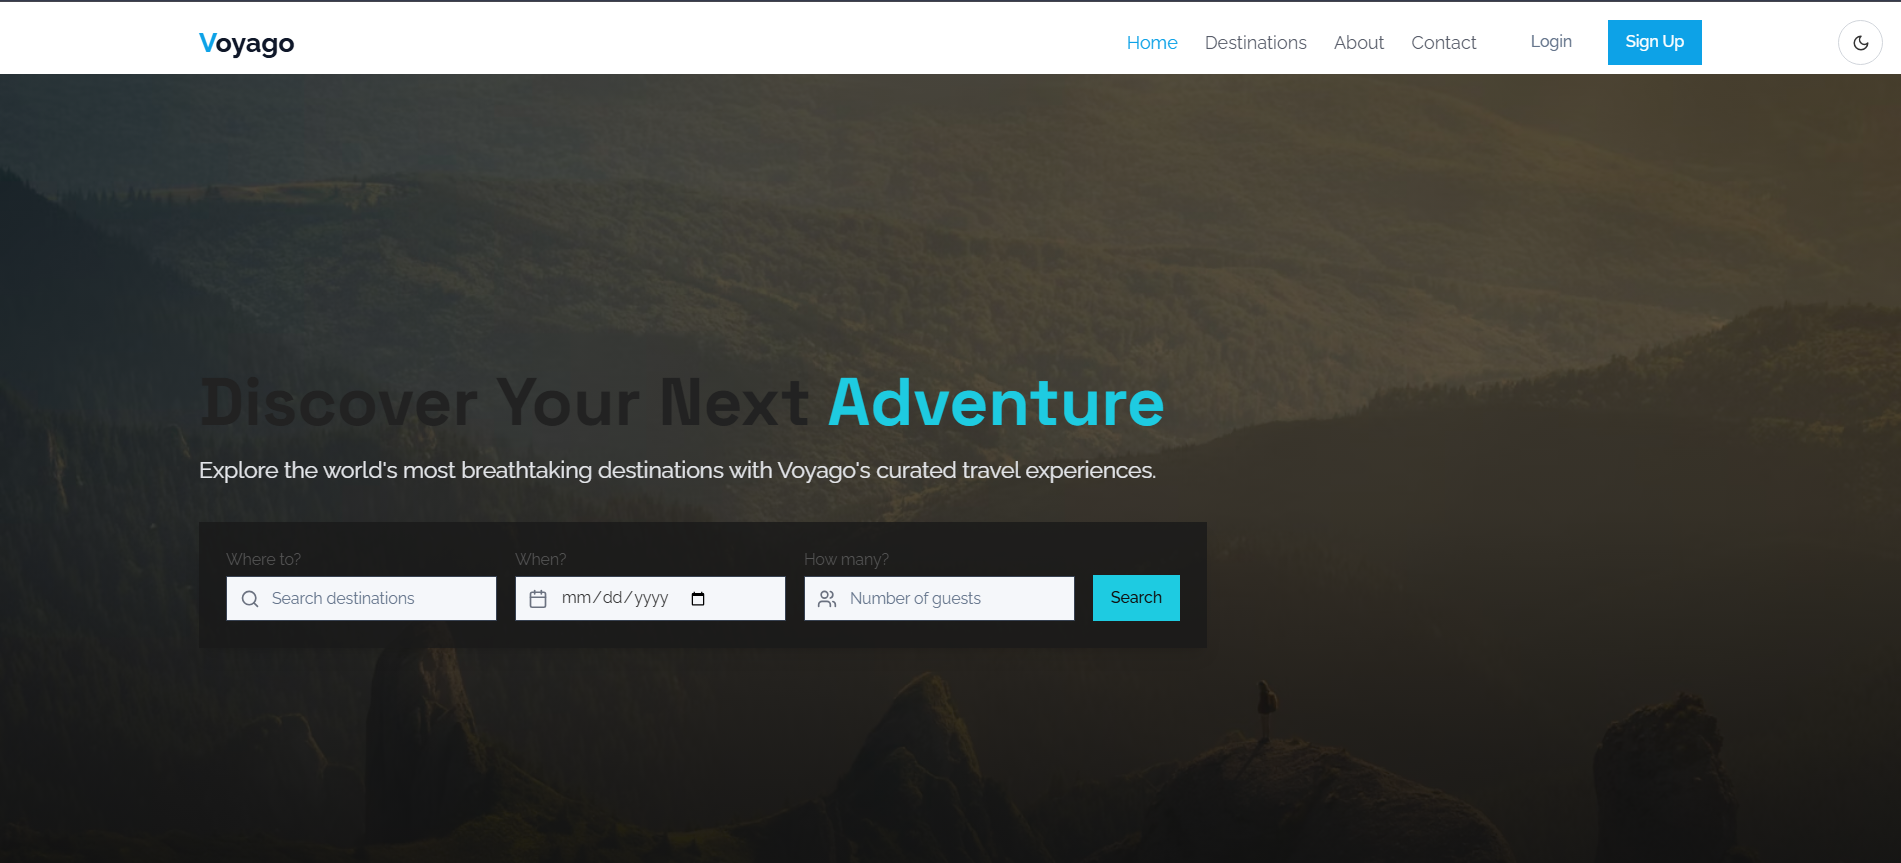 Voyago
Home Destinations About Contact Login Sign Up
Discover Your Next Adventure
Explore the world's most breathtaking destinations with Voyago's curated travel experiences.
Where to? When? How many?
Search destinations mm/dd/yyyy Number of guests Search